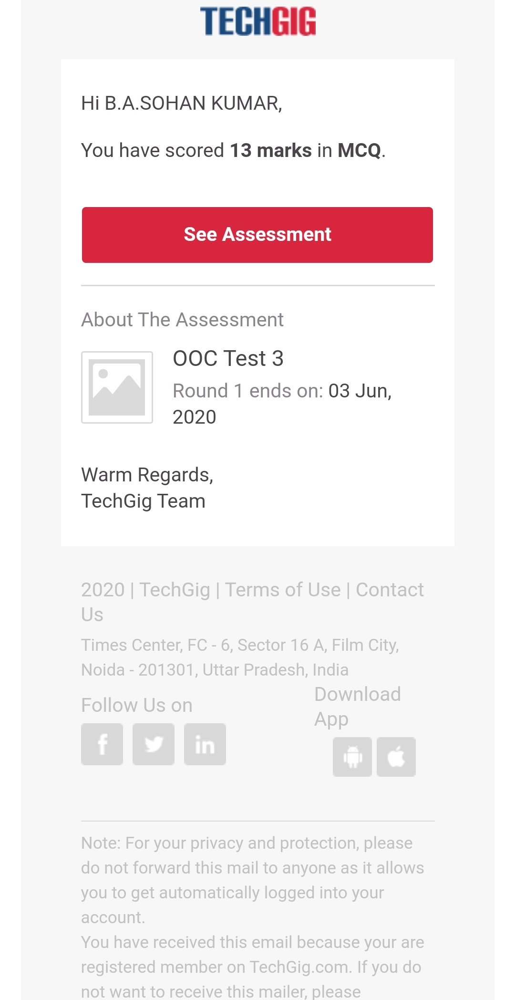 TECHGIG
Hi B.A.SOHAN KUMAR,
You have scored 13 marks in MCQ.
See Assessment
About The Assessment
OOC Test 3
Round 1 ends on: 03 Jun,
2020
Warm Regards,
TechGig Team
2020 | TechGig | Terms of Use | Contact
Us
Times Center, FC - 6, Sector 16 A, Film City,
Noida - 201301, Uttar Pradesh, India
Follow Us on
Download
App
f
in
Note: For your privacy and protection, please
do not forward this mail to anyone as it allows
you to get automatically logged into your
account.
You have received this email because your are
registered member on TechGig.com. If you do
not want to receive this mailer, please